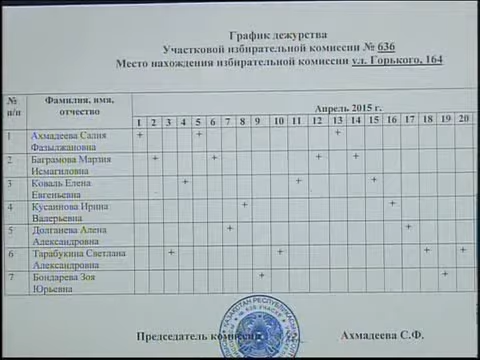 График дежурства
Участковой избирательной комиссии № 636
Место нахождения избирательной комиссии ул. Горького, 164
№ п/п
Фамилия, имя, отчество
Апрель 2015 г.
1 2 3 4 5 6 7 8 9 10 11 12 13 14 15 16 17 18 19 20
1 Ахмадеева Салия + + +
Фазылжановна
2 Баграмова Марзия + + + +
Исмагиловна
3 Коваль Елена + + +
Евгеньевна
4 Кусаинова Ирина + +
Валерьевна
5 Долганева Алена + +
Александровна
6 Тарабукина Светлана + + + +
Александровна
7 Бондарева Зоя + +
Юрьевна
Председатель комиссии Ахмадеева С.Ф.